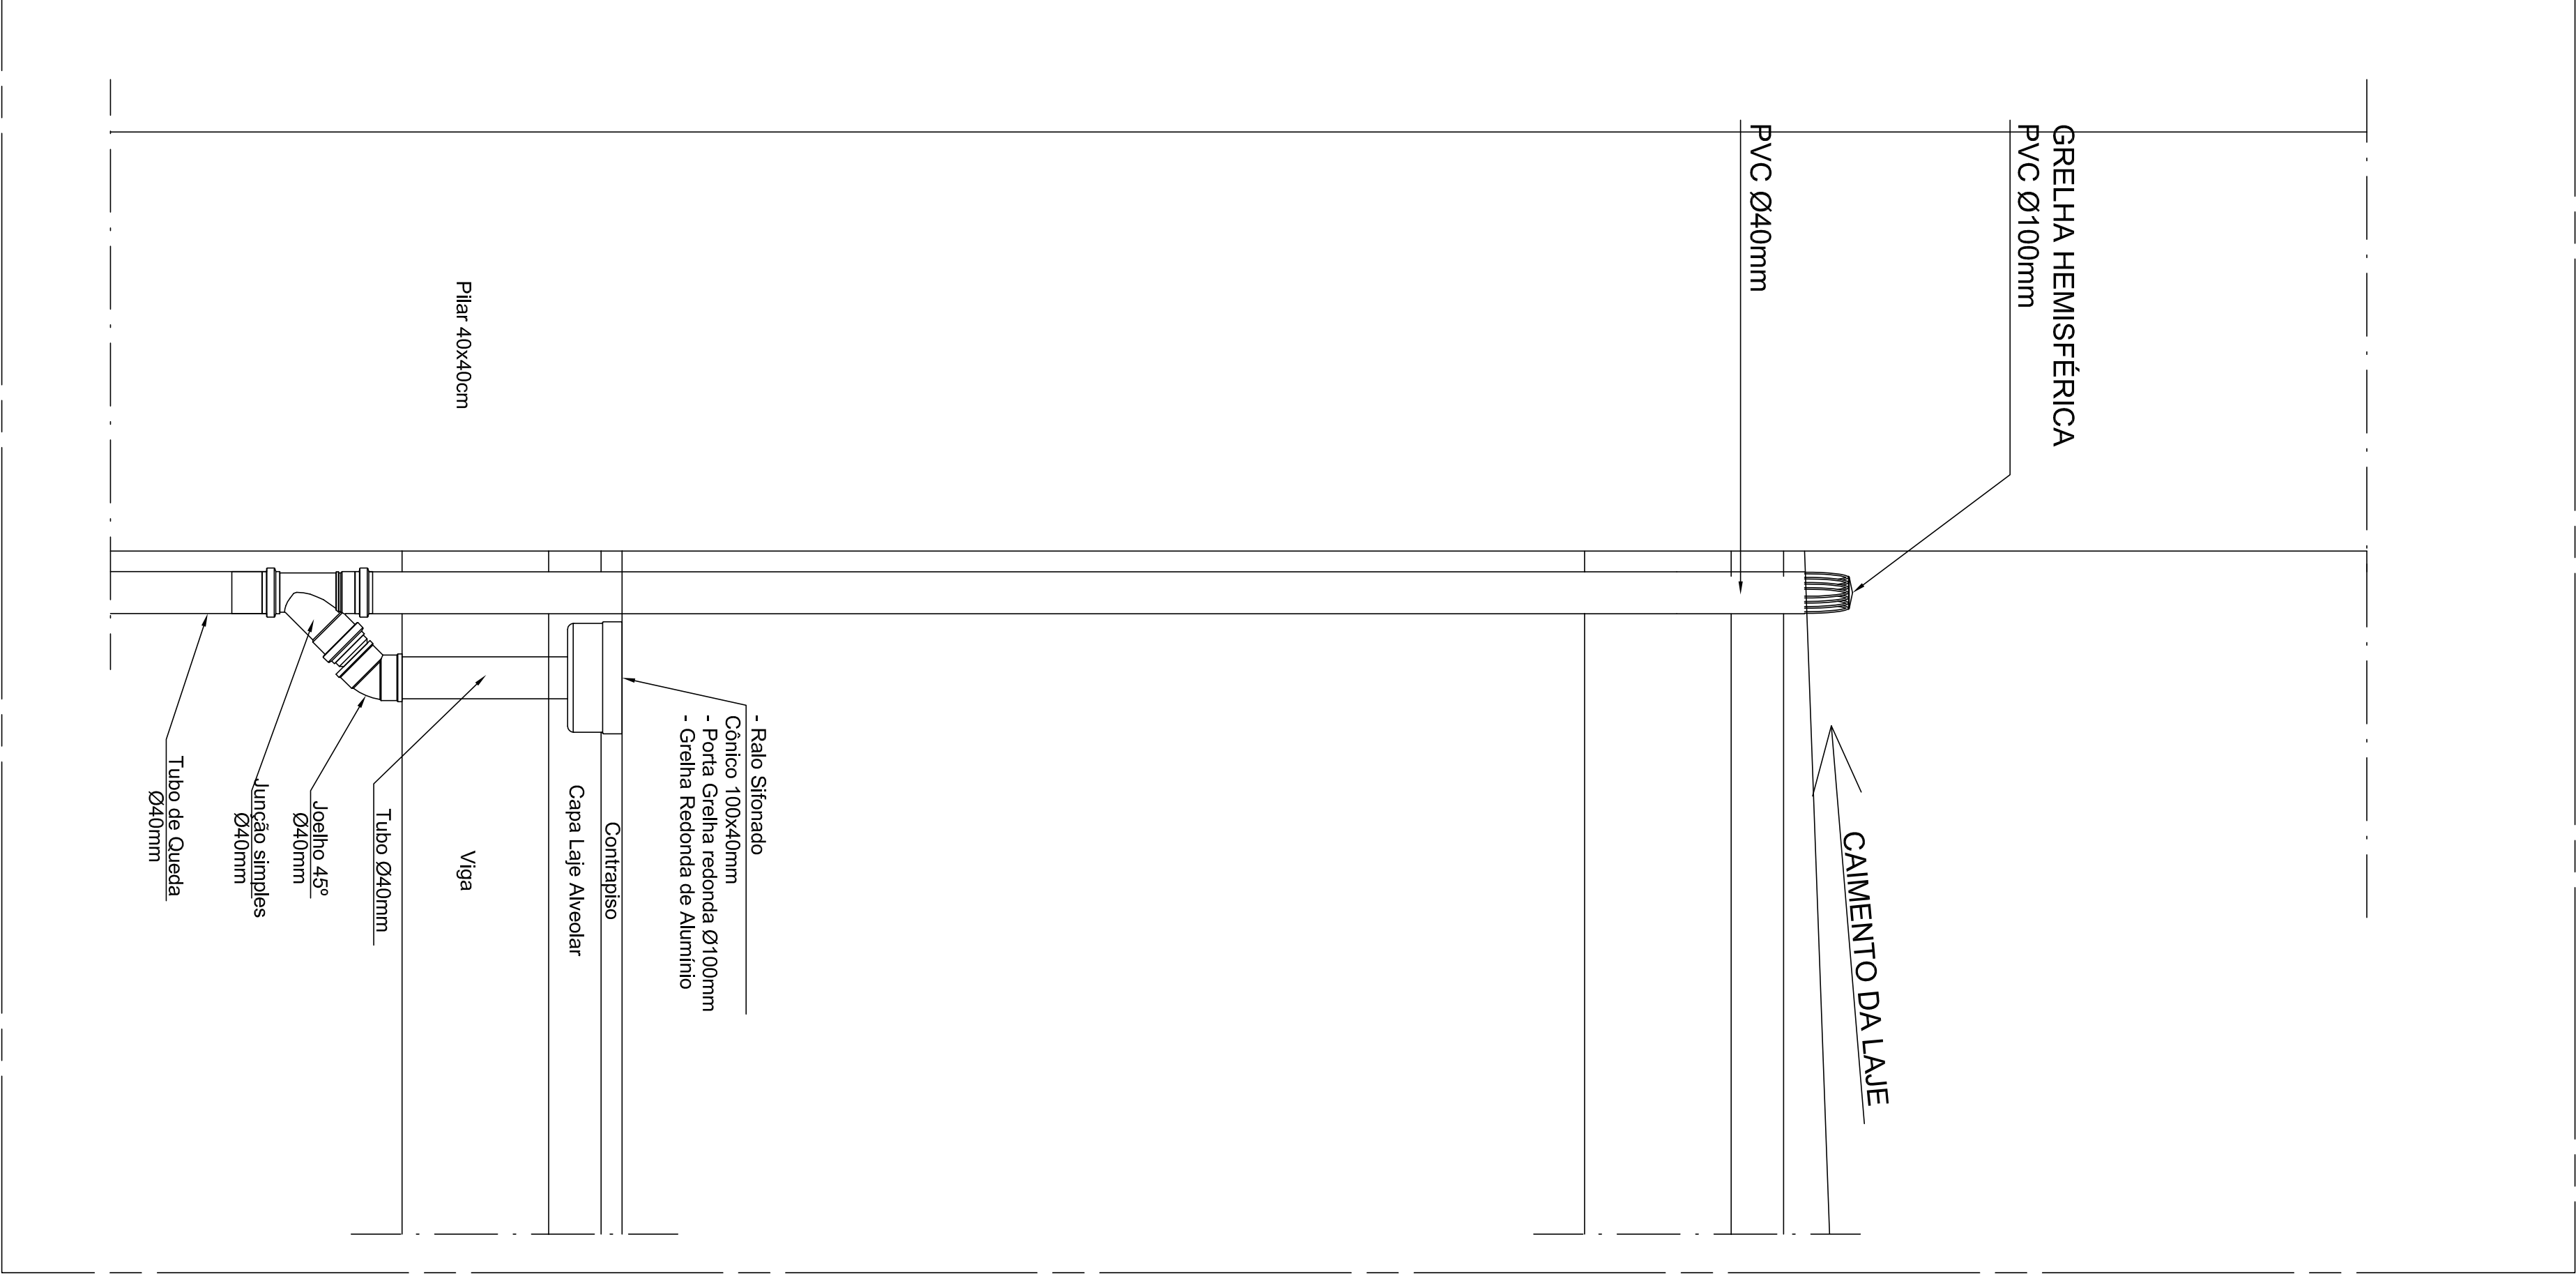 GRELHA HEMISFÉRICA
PVC Ø100mm
PVC Ø40mm
CAIMENTO DA LAJE
Pilar 40x40cm
- Ralo Sifonado
Cônico 100x40mm
- Porta Grelha redonda Ø100mm
- Grelha Redonda de Alumínio
Contrapiso
Capa Laje Alveolar
Viga
Tubo Ø40mm
Joelho 45º
Ø40mm
Junção simples
Ø40mm
Tubo de Queda
Ø40mm